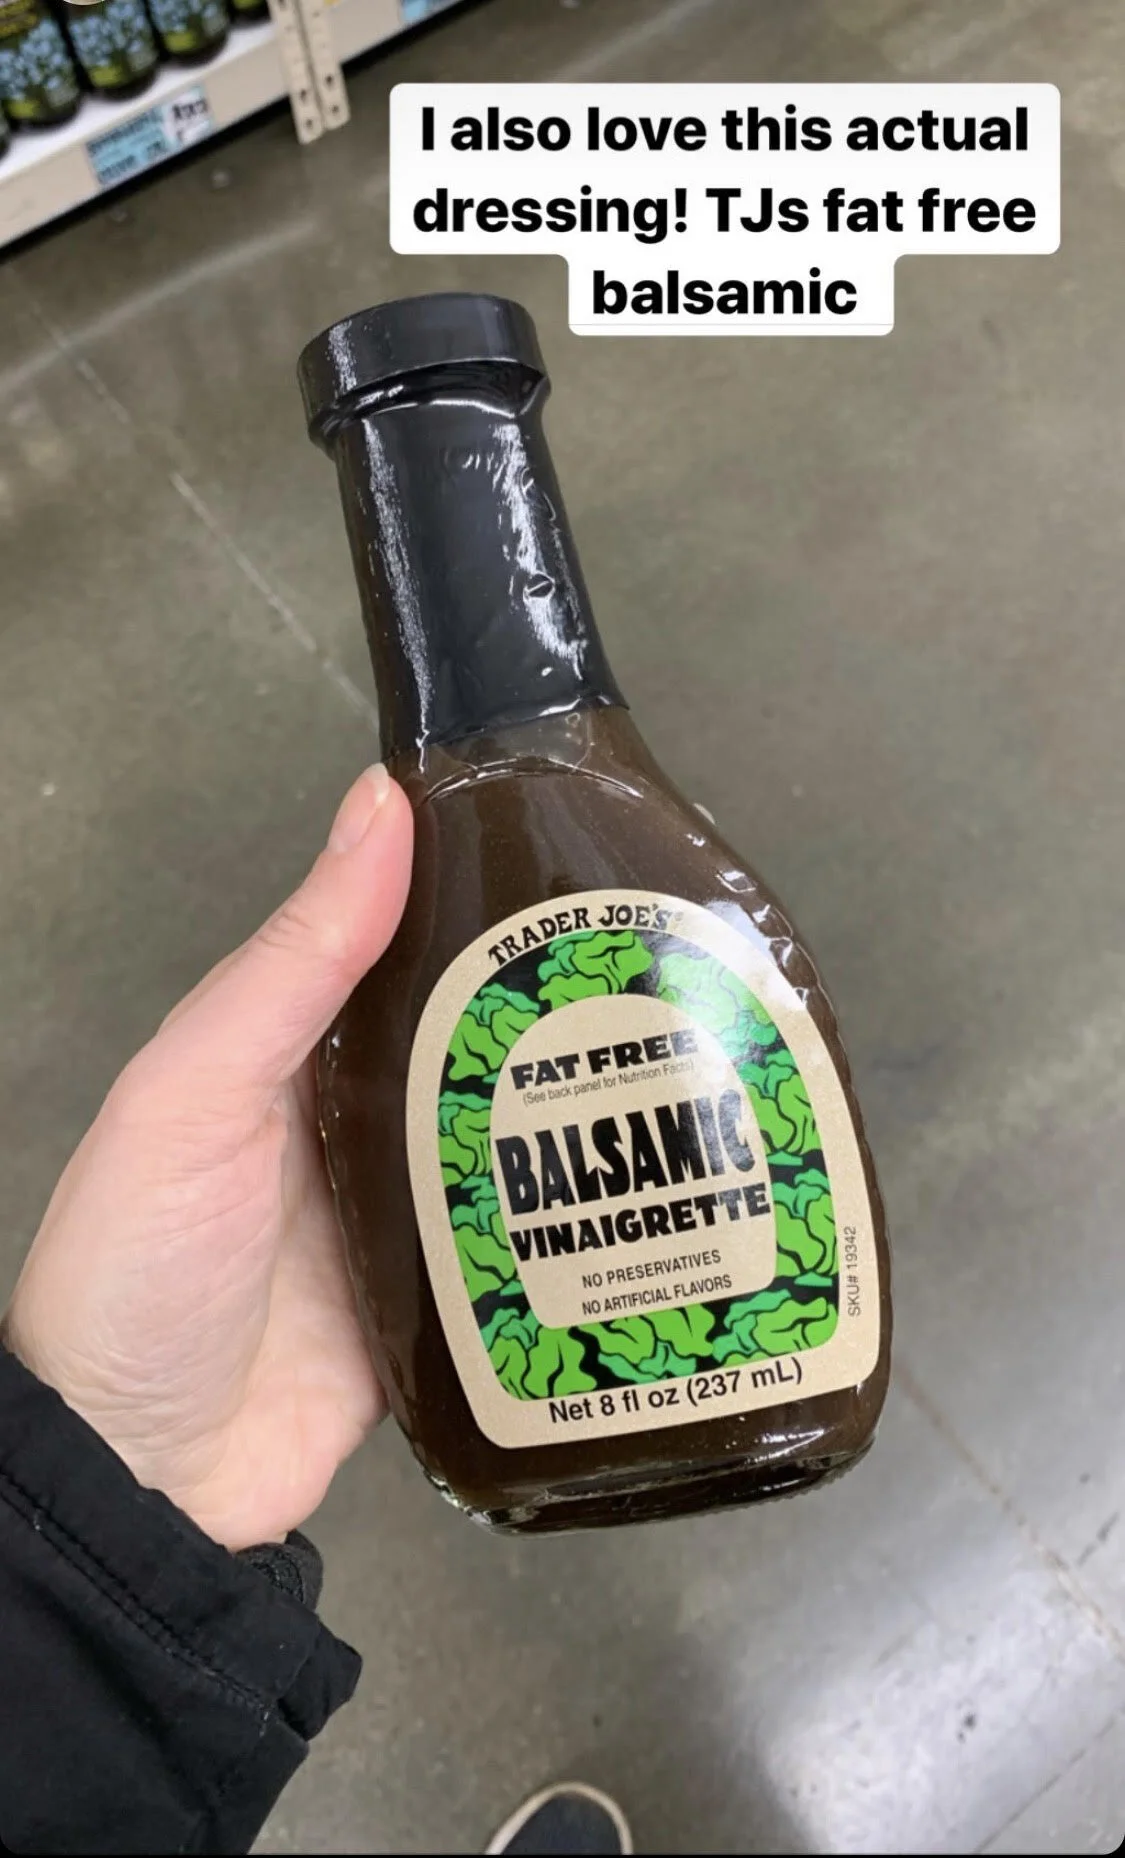 I also love this actual
dressing! TJs fat free
balsamic
TRADER JOE'S
FAT FREE
(See back panel for Nutrition Facts)
BALSAMIC
VINAIGRETTE
NO PRESERVATIVES
NO ARTIFICIAL FLAVORS
SKU# 19342
Net 8 fl oz (237 mL)